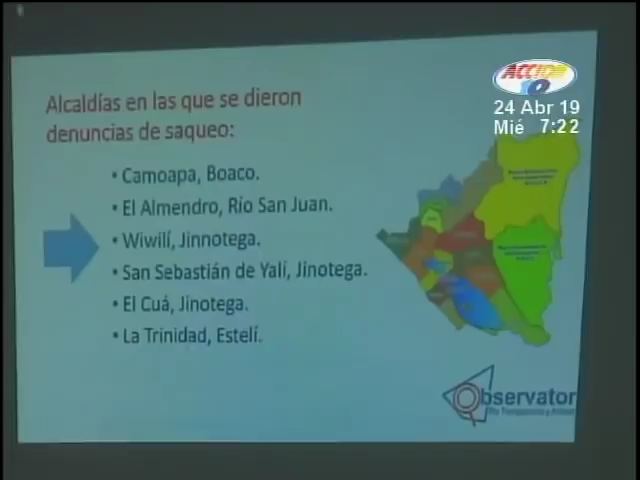 ACCION
10
24 Abr 19
Mié 7:22
Alcaldías en las que se dieron
denuncias de saqueo:
• Camoapa, Boaco.
• El Almendro, Río San Juan.
• Wiwilí, Jinnotega.
• San Sebastián de Yalí, Jinotega.
• El Cuá, Jinotega.
• La Trinidad, Estelí.
Observator